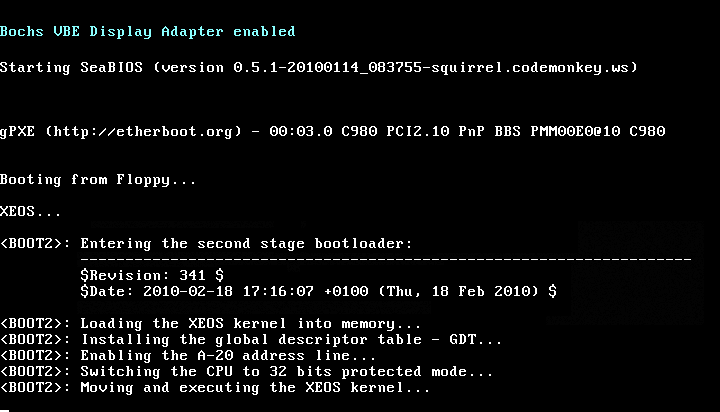 Bochs VBE Display Adapter enabled
Starting SeaBIOS (version 0.5.1-20100114_083755-squirrel.codemonkey.ws)
gPXE (http://etherboot.org) - 00:03.0 C980 PCI2.10 PnP BBS PMM00E0@10 C980
Booting from Floppy...
XEOS...
<BOOT2>: Entering the second stage bootloader:
---------------------------------------------------------------------
$Revision: 341 $
$Date: 2010-02-18 17:16:07 +0100 (Thu, 18 Feb 2010) $
<BOOT2>: Loading the XEOS kernel into memory...
<BOOT2>: Installing the global descriptor table - GDT...
<BOOT2>: Enabling the A-20 address line...
<BOOT2>: Switching the CPU to 32 bits protected mode...
<BOOT2>: Moving and executing the XEOS kernel...